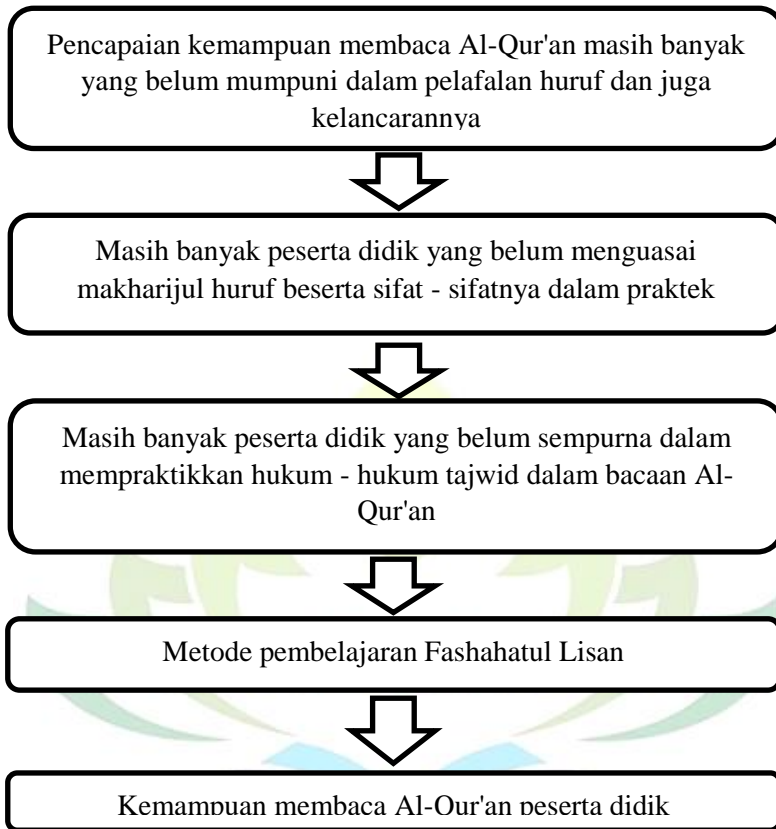 Pencapaian kemampuan membaca Al-Qur'an masih banyak
yang belum mumpuni dalam pelafalan huruf dan juga
kelancarannya
Masih banyak peserta didik yang belum menguasai
makharijul huruf beserta sifat - sifatnya dalam praktek
Masih banyak peserta didik yang belum sempurna dalam
mempraktikkan hukum - hukum tajwid dalam bacaan Al-
Qur'an
Metode pembelajaran Fashahatul Lisan
Kemampuan membaca Al-Qur'an peserta didik